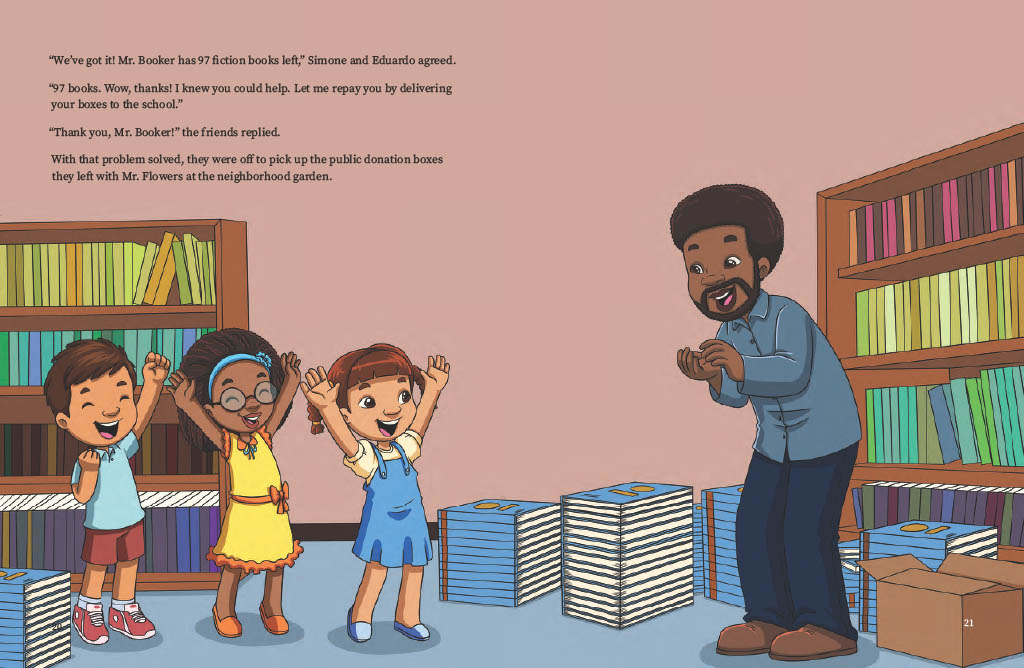 “We’ve got it! Mr. Booker has 97 fiction books left,” Simone and Eduardo agreed.
“97 books. Wow, thanks! I knew you could help. Let me repay you by delivering
your boxes to the school.”
“Thank you, Mr. Booker!” the friends replied.
With that problem solved, they were off to pick up the public donation boxes
they left with Mr. Flowers at the neighborhood garden.
20
21